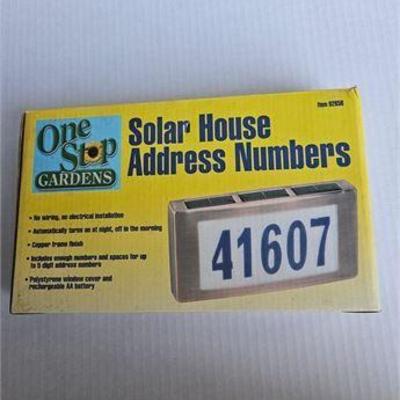 Item 92658
One
Stop
GARDENS
Solar House
Address Numbers
• No wiring, no electrical installation
• Automatically turns on at night, off in the morning
• Copper frame finish
• Includes enough numbers and spaces for up
to 5 digit address numbers
• Polystyrene window cover and
rechargeable AA battery
41607